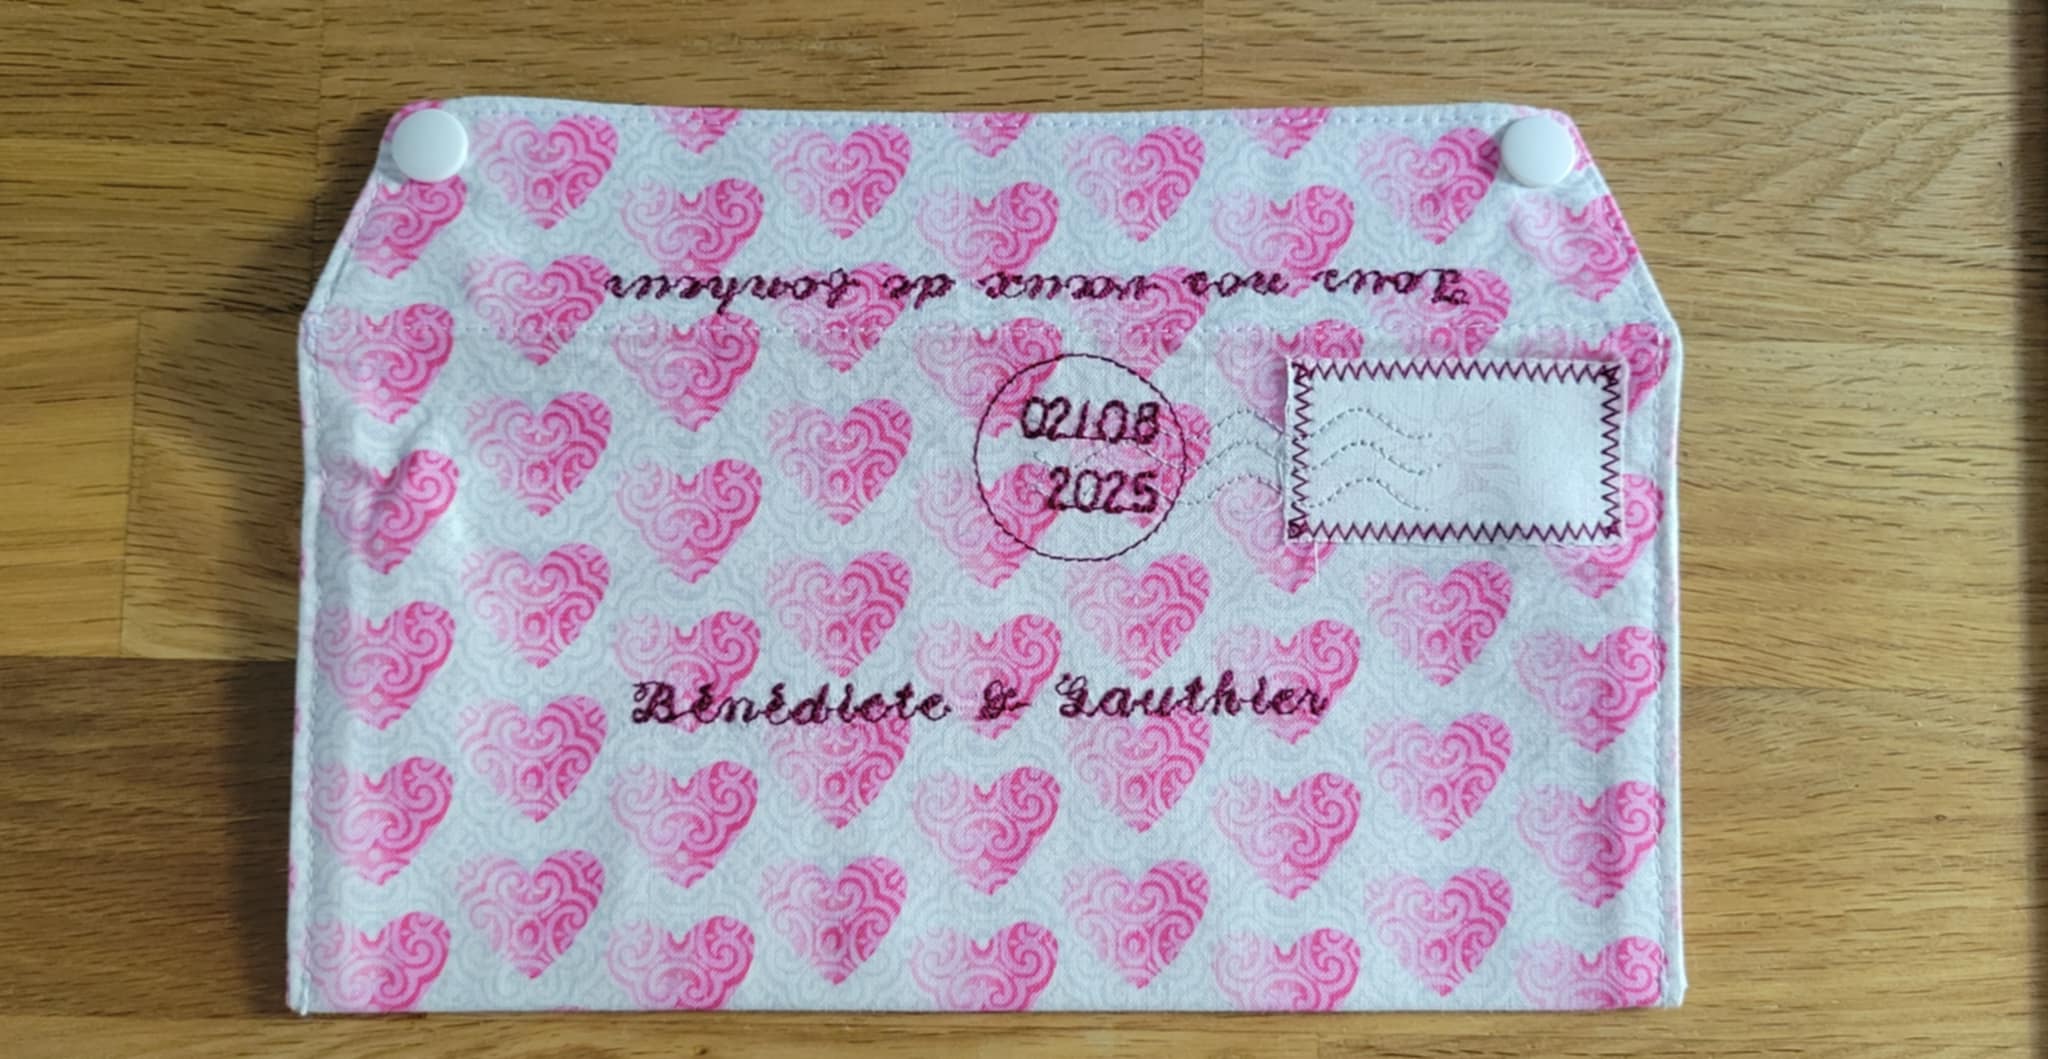 Tous nos vœux de bonheur
02/08
2025
Bénédicte & Gauthier